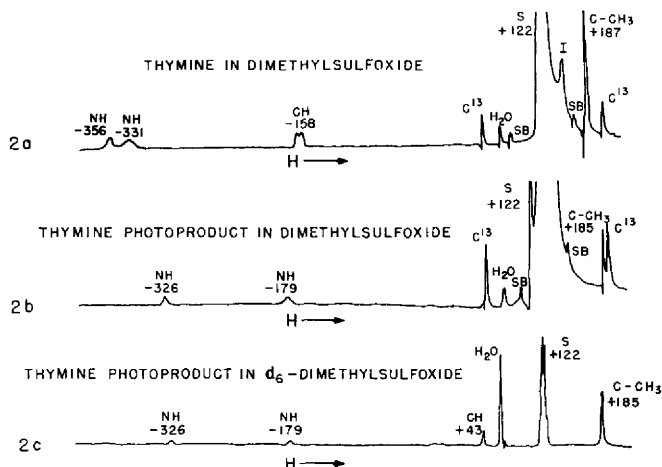 S
+122
C-CH3
+187
I
THYMINE IN DIMETHYLSULFOXIDE
NH
-356
NH
-331
CH
-158
C13
H2O
SB
SB
C13
2a
H
S
+122
C-CH3
+185
SB
C13
THYMINE PHOTOPRODUCT IN DIMETHYLSULFOXIDE
C13
NH
-326
NH
-179
H2O
SB
2b
H
THYMINE PHOTOPRODUCT IN d6-DIMETHYLSULFOXIDE
H2O
S
+122
C-CH3
+185
NH
-326
NH
-179
CH
+43
2c
H